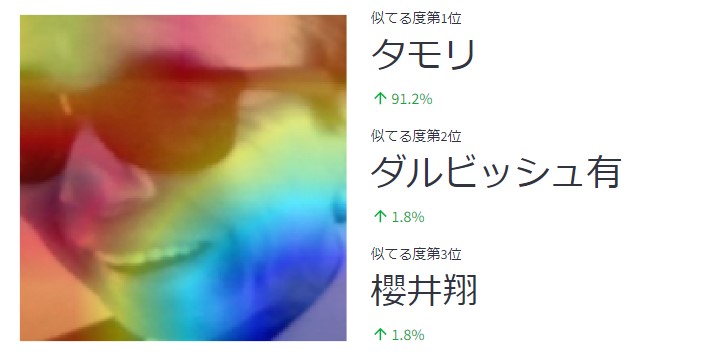 似てる度第1位
タモリ
↑ 91.2%
似てる度第2位
ダルビッシュ有
↑ 1.8%
似てる度第3位
櫻井翔
↑ 1.8%